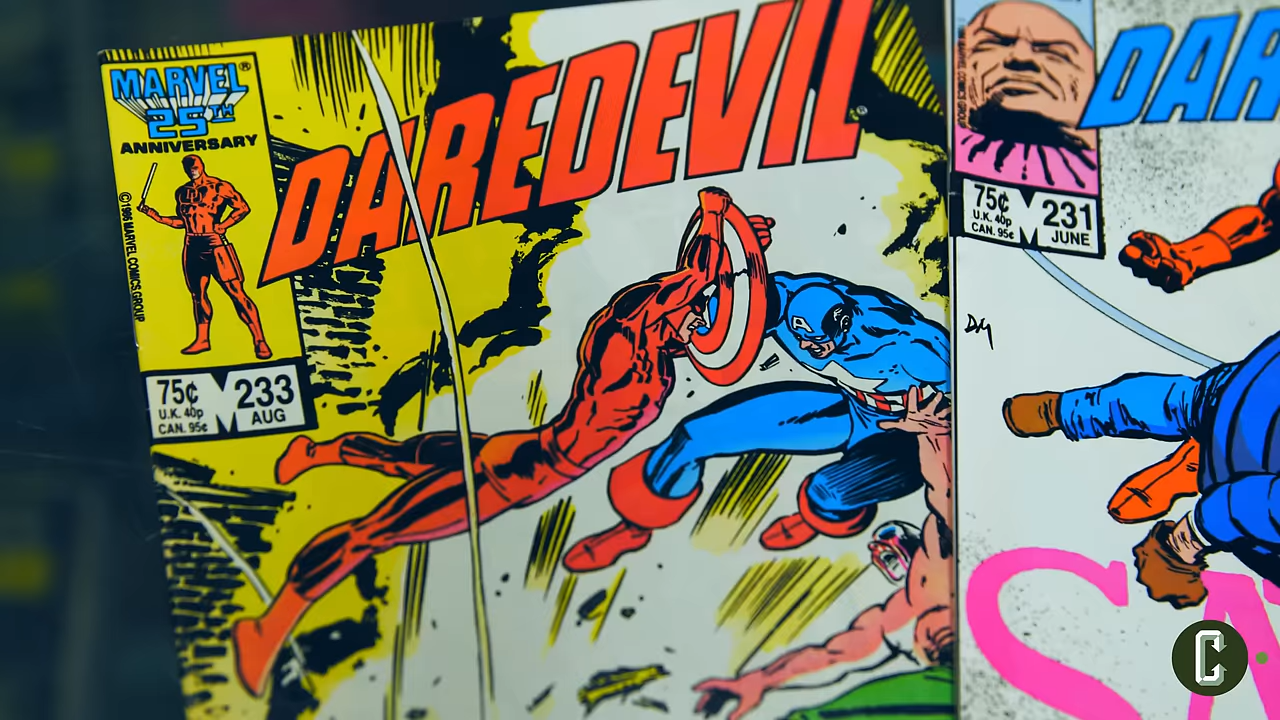 MARVEL®
25TH
ANNIVERSARY
DAREDEVIL®
©1986 MARVEL COMICS GROUP
75¢
U.K. 40p
CAN. 95¢
233
AUG
DAR
75¢
U.K. 40p
CAN. 95¢
231
JUNE
DM
SA